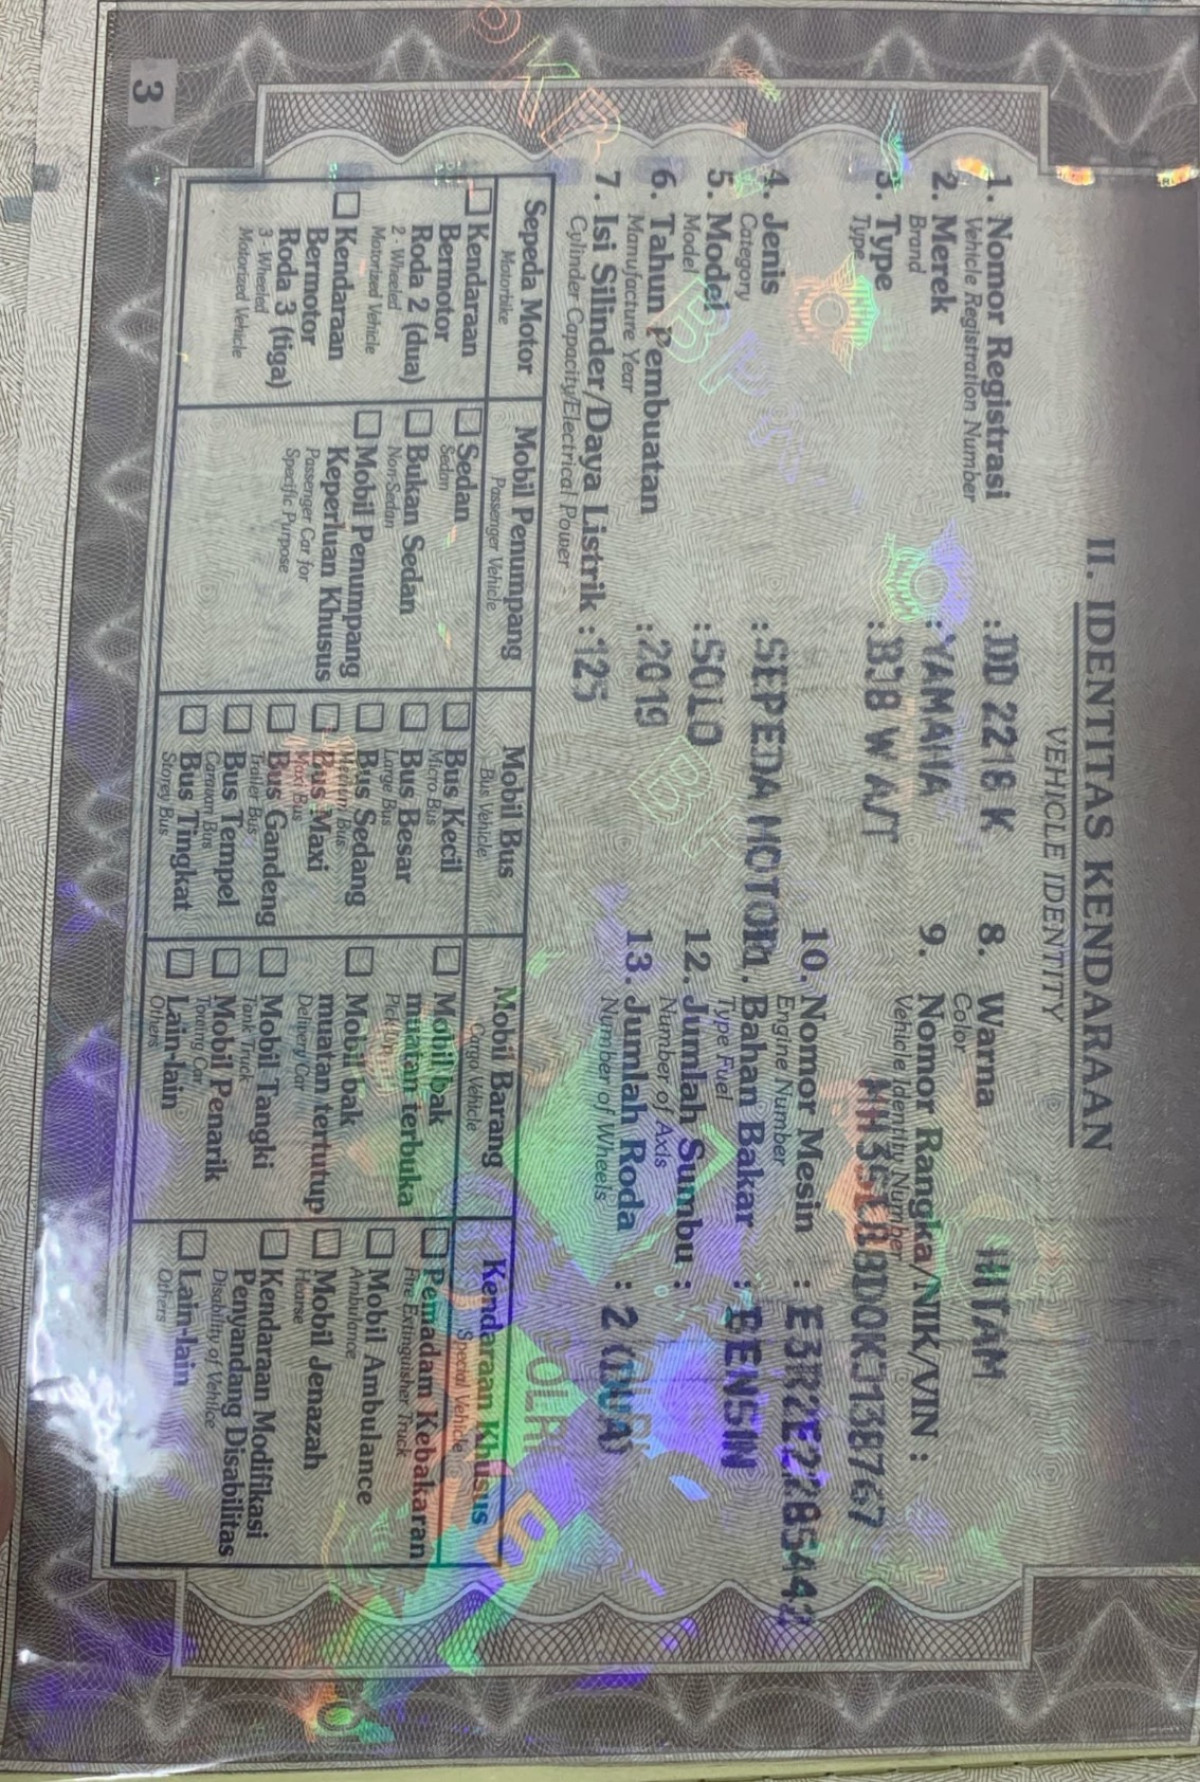 II. IDENTITAS KENDARAAN
VEHICLE IDENTITY
1. Nomor Registrasi : DD 2218 K
Vehicle Registration Number
2. Merek : YAMAHA
Brand
3. Type : B3B W A/T
Type
4. Jenis : SEPEDA MOTOR
Category
5. Model : SOLO
Model
6. Tahun Pembuatan : 2019
Manufacture Year
7. Isi Silinder/Daya Listrik : 125
Cylinder Capacity/Electrical Power
8. Warna HITAM
Color
9. Nomor Rangka/NIK/VIN :
Vehicle Identity Number
10. Nomor Mesin :
Engine Number
Bahan Bakar : BENSIN
Type Fuel
12. Jumlah Sumbu :
Number of Axis
13. Jumlah Roda : 2 (DUA)
Number of Wheels
Sepeda Motor
Motorbike
Kendaraan
Bermotor
Roda 2 (dua)
2 - Wheeled
Motorized Vehicle
Kendaraan
Bermotor
Roda 3 (tiga)
3 - Wheeled
Motorized Vehicle
Mobil Penumpang
Passenger Vehicle
Sedan
Sedan
Bukan Sedan
Non-Sedan
Mobil Penumpang
Keperluan Khusus
Passenger Car for
Specific Purpose
Mobil Bus
Bus Vehicle
Bus Kecil
Micro Bus
Bus Besar
Large Bus
Bus Sedang
Medium Bus
Bus Maxi
Maxi Bus
Bus Gandeng
Trailer Bus
Bus Tempel
Caravan Bus
Bus Tingkat
Storey Bus
Mobil Barang
Cargo Vehicle
Mobil bak
muatan terbuka
Pick Up
Mobil bak
muatan tertutup
Delivery Car
Mobil Tangki
Tank Truck
Mobil Penarik
Towing Car
Lain-lain
Others
Kendaraan Khusus
Special Vehicle
Pemadam Kebakaran
Fire Extinguisher Truck
Mobil Ambulance
Ambulance
Mobil Jenazah
Hearse
Kendaraan Modifikasi
Penyandang Disabilitas
Disability of Vehilce
Lain-lain
Others
3